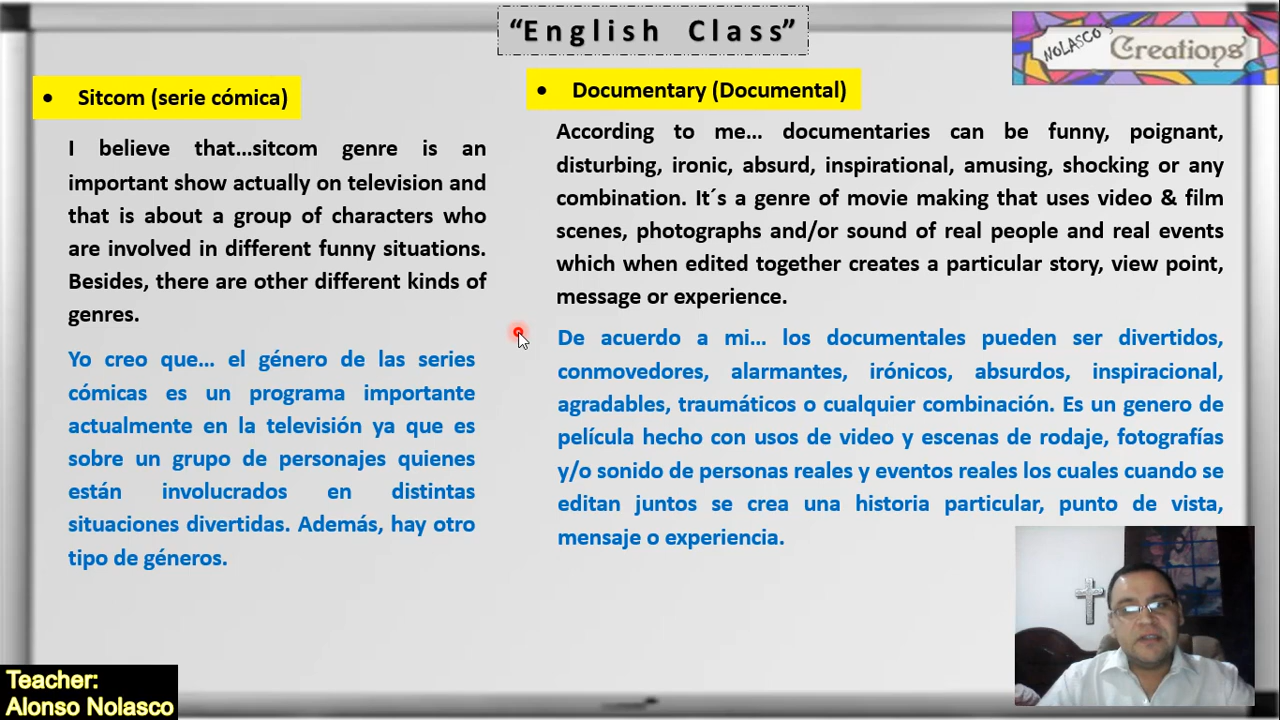 “English Class”
NOLASCO'S
Creations
• Sitcom (serie cómica)
I believe that...sitcom genre is an
important show actually on television and
that is about a group of characters who
are involved in different funny situations.
Besides, there are other different kinds of
genres.
Yo creo que... el género de las series
cómicas es un programa importante
actualmente en la televisión ya que es
sobre un grupo de personajes quienes
están involucrados en distintas
situaciones divertidas. Además, hay otro
tipo de géneros.
• Documentary (Documental)
According to me... documentaries can be funny, poignant,
disturbing, ironic, absurd, inspirational, amusing, shocking or any
combination. It´s a genre of movie making that uses video & film
scenes, photographs and/or sound of real people and real events
which when edited together creates a particular story, view point,
message or experience.
De acuerdo a mi... los documentales pueden ser divertidos,
conmovedores, alarmantes, irónicos, absurdos, inspiracional,
agradables, traumáticos o cualquier combinación. Es un genero de
película hecho con usos de video y escenas de rodaje, fotografías
y/o sonido de personas reales y eventos reales los cuales cuando se
editan juntos se crea una historia particular, punto de vista,
mensaje o experiencia.
Teacher:
Alonso Nolasco